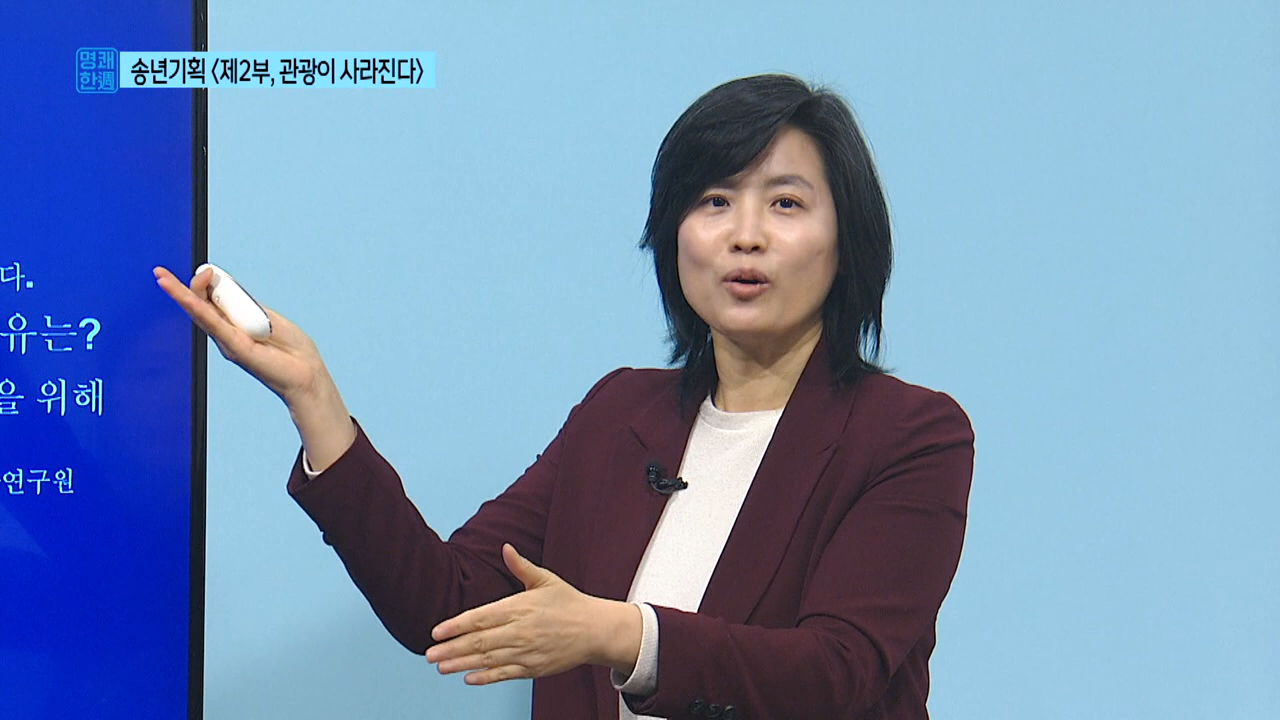 명쾌
한週
송년기획 <제2부, 관광이 사라진다>
다.
유는?
을 위해
연구원